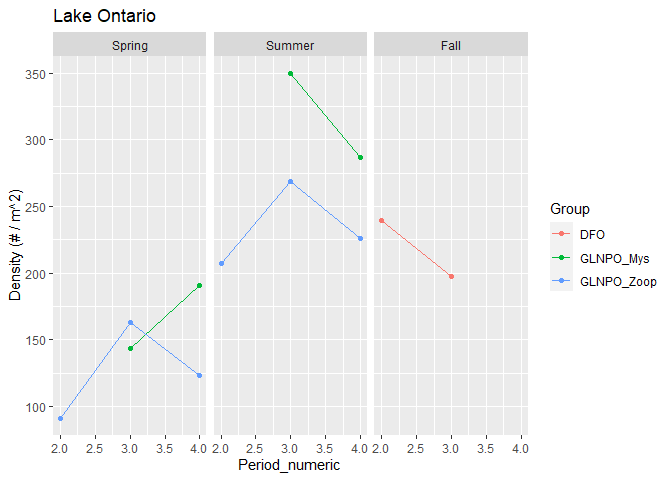 Lake Ontario
Spring Summer Fall
Density (# / m^2)
350
300
250
200
150
100
2.0 2.5 3.0 3.5 4.0 2.0 2.5 3.0 3.5 4.0 2.0 2.5 3.0 3.5 4.0
Period_numeric
Group
DFO
GLNPO_Mys
GLNPO_Zoop